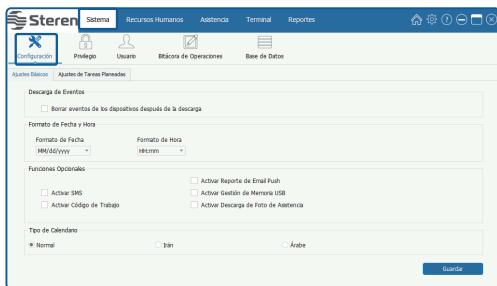 Steren Sistema Recursos Humanos Asistencia Terminal Reportes
Configuración Privilegio Usuario Bitácora de Operaciones Base de Datos
Ajustes Básicos Ajustes de Tareas Planeadas
Descarga de Eventos
Borrar eventos de los dispositivos después de la descarga
Formato de Fecha y Hora
Formato de Fecha Formato de Hora
MM/dd/yyyy HH:mm
Funciones Opcionales
Activar Reporte de Email Push
Activar SMS Activar Gestión de Memoria USB
Activar Código de Trabajo Activar Descarga de Foto de Asistencia
Tipo de Calendario
Normal Irán Árabe
Guardar